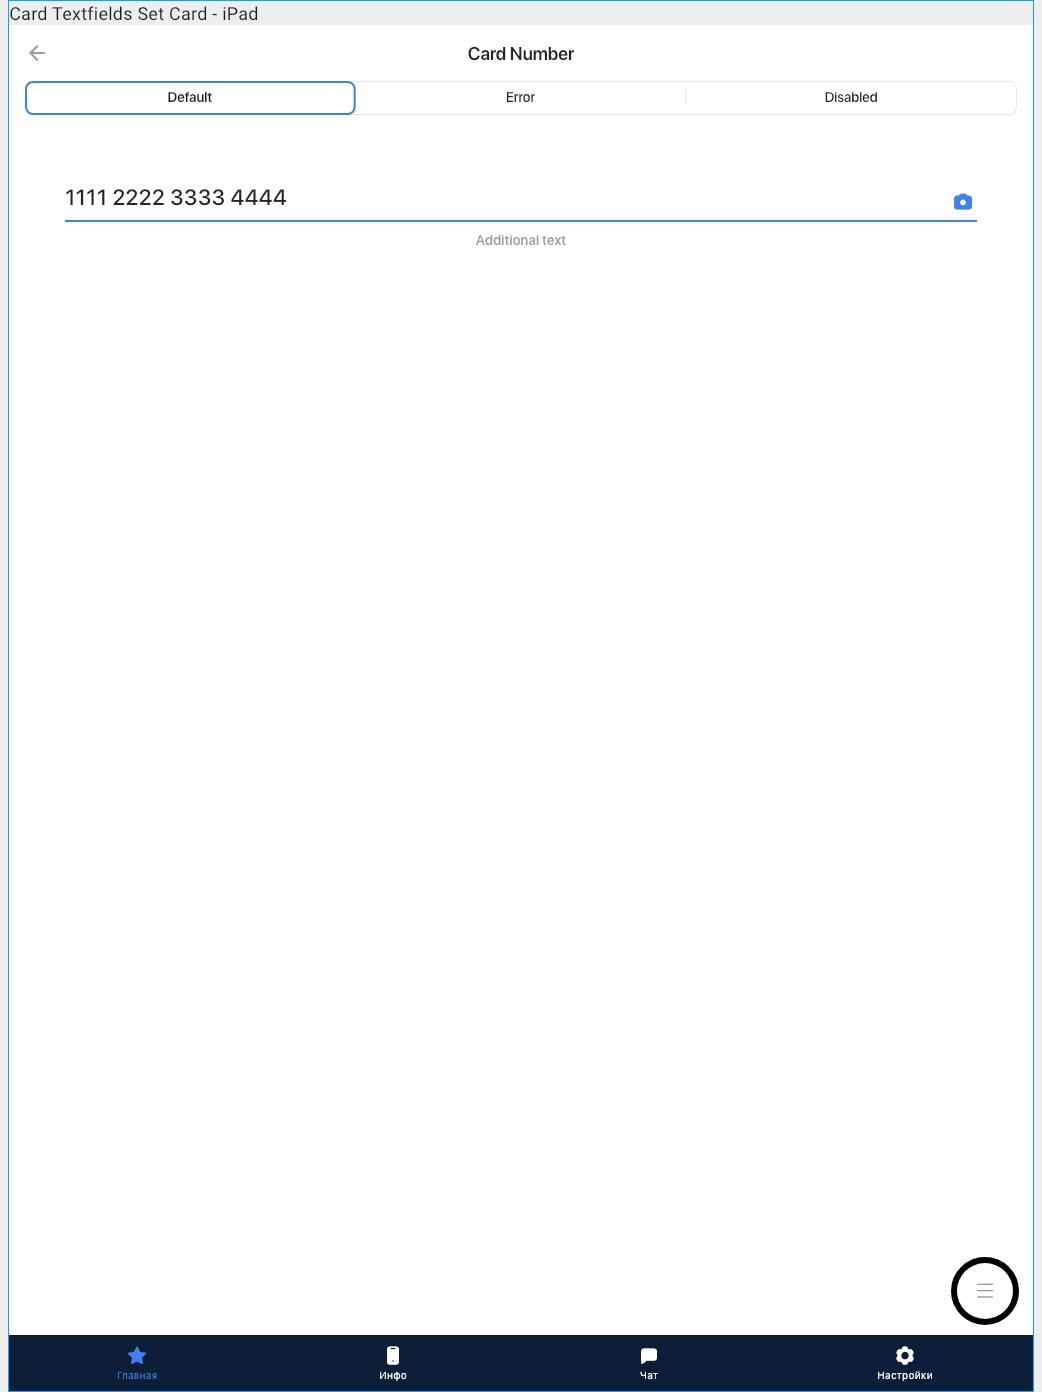 Card Textfields Set Card - iPad
Card Number
Default Error Disabled
1111 2222 3333 4444
Additional text
Главная Инфо Чат Настройки